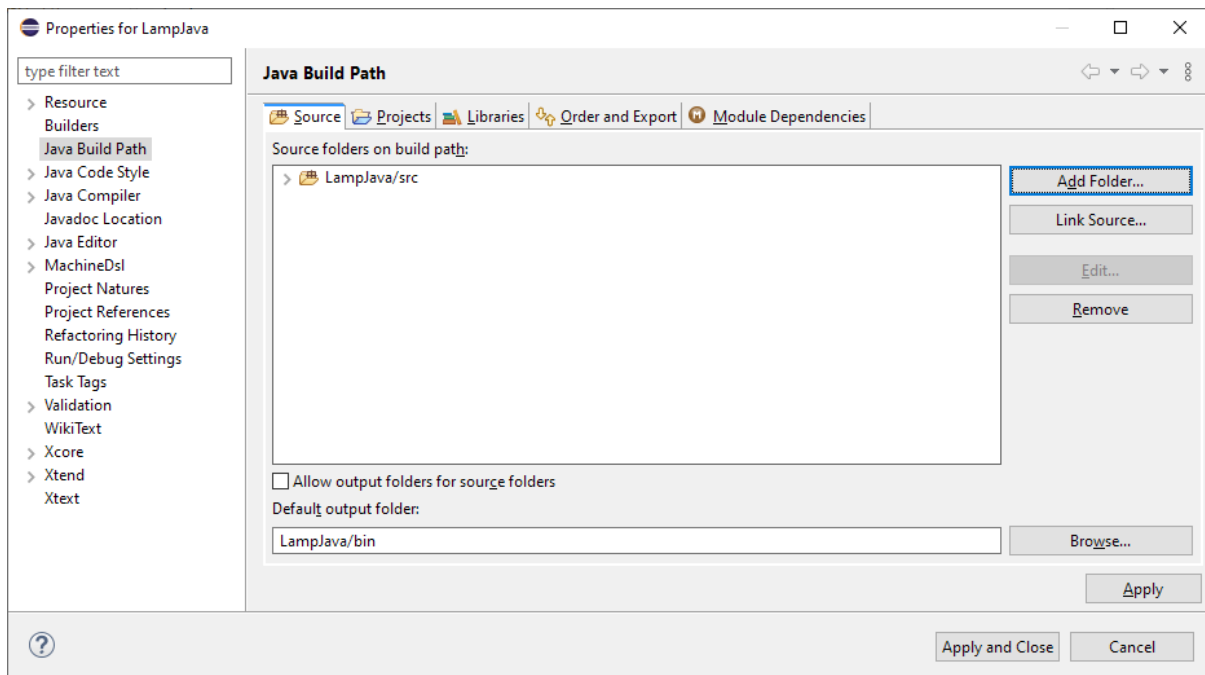 Properties for LampJava
type filter text
Resource
Builders
Java Build Path
Java Code Style
Java Compiler
Javadoc Location
Java Editor
MachineDsl
Project Natures
Project References
Refactoring History
Run/Debug Settings
Task Tags
Validation
WikiText
Xcore
Xtend
Xtext
Java Build Path
Source Projects Libraries Order and Export Module Dependencies
Source folders on build path:
LampJava/src
Add Folder...
Link Source...
Edit...
Remove
Allow output folders for source folders
Default output folder:
LampJava/bin
Browse...
Apply
Apply and Close Cancel